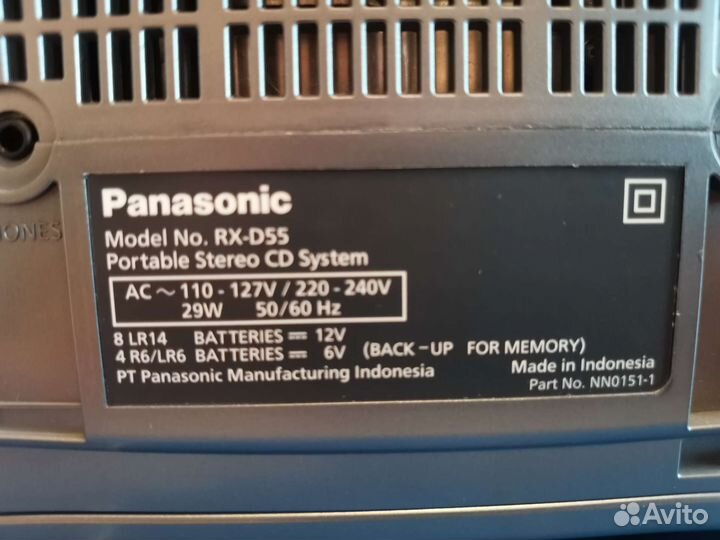 IONES
Panasonic
Model No. RX-D55
Portable Stereo CD System
AC ~ 110 - 127V / 220 - 240V
29W 50/60 Hz
8 LR14 BATTERIES ⎓ 12V
4 R6/LR6 BATTERIES ⎓ 6V (BACK-UP FOR MEMORY)
PT Panasonic Manufacturing Indonesia
Made in Indonesia
Part No. NN0151-1
Avito